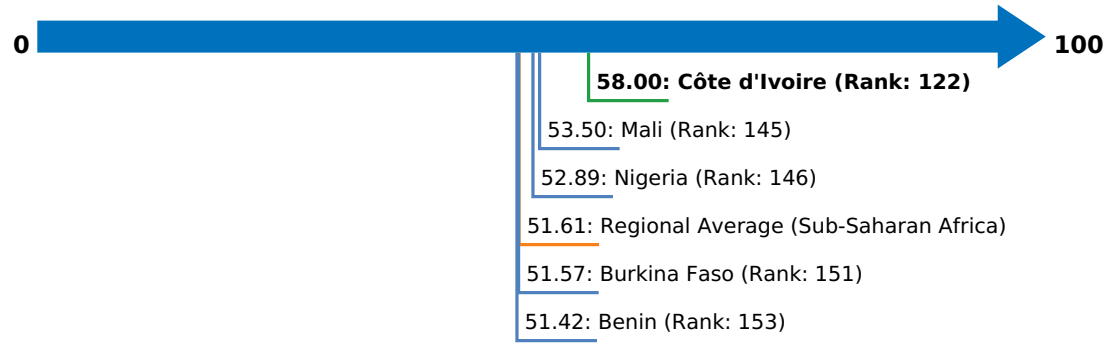 0
100
58.00: Côte d'Ivoire (Rank: 122)
53.50: Mali (Rank: 145)
52.89: Nigeria (Rank: 146)
51.61: Regional Average (Sub-Saharan Africa)
51.57: Burkina Faso (Rank: 151)
51.42: Benin (Rank: 153)